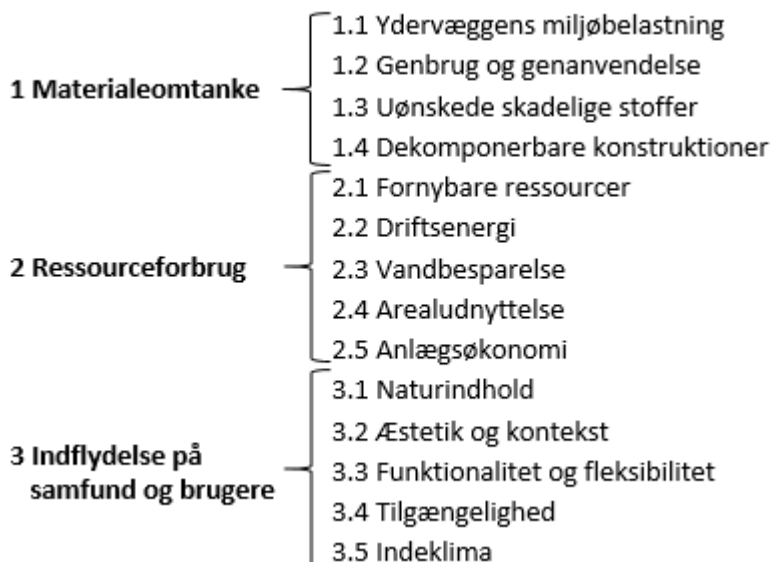 1 Materialeomtanke
1.1 Ydervæggens miljøbelastning
1.2 Genbrug og genanvendelse
1.3 Uønskede skadelige stoffer
1.4 Dekomponerbare konstruktioner
2 Ressourceforbrug
2.1 Fornybare ressourcer
2.2 Driftsenergi
2.3 Vandbesparelse
2.4 Arealudnyttelse
2.5 Anlægsøkonomi
3 Indflydelse på
samfund og brugere
3.1 Naturindhold
3.2 Æstetik og kontekst
3.3 Funktionalitet og fleksibilitet
3.4 Tilgængelighed
3.5 Indeklima